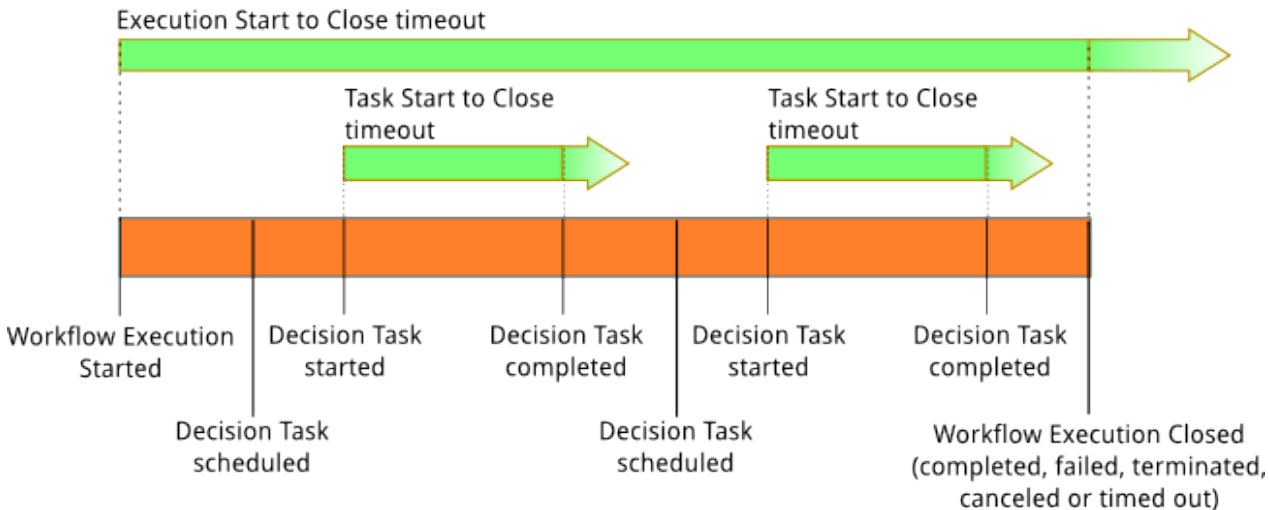 Execution Start to Close timeout
Task Start to Close
timeout
Task Start to Close
timeout
Workflow Execution
Started
Decision Task
started
Decision Task
completed
Decision Task
started
Decision Task
completed
Decision Task
scheduled
Decision Task
scheduled
Workflow Execution Closed
(completed, failed, terminated,
canceled or timed out)